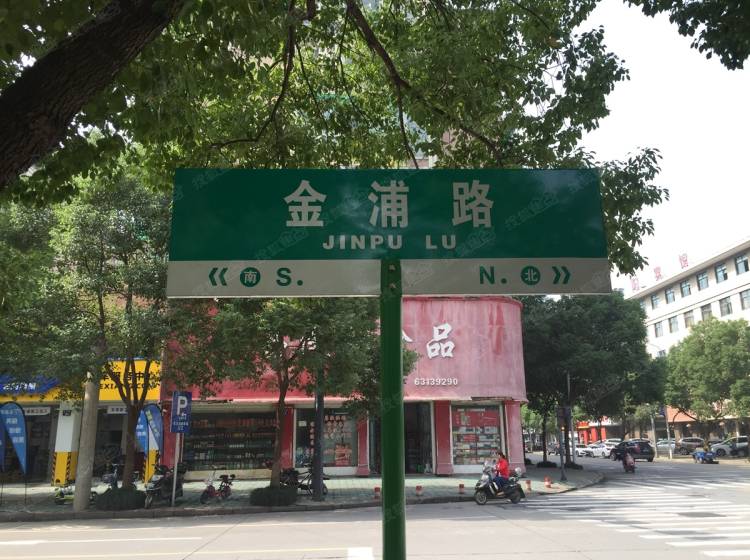 金浦路
JINPU LU
《 南 S.
N. 北 》
品
63139290
P